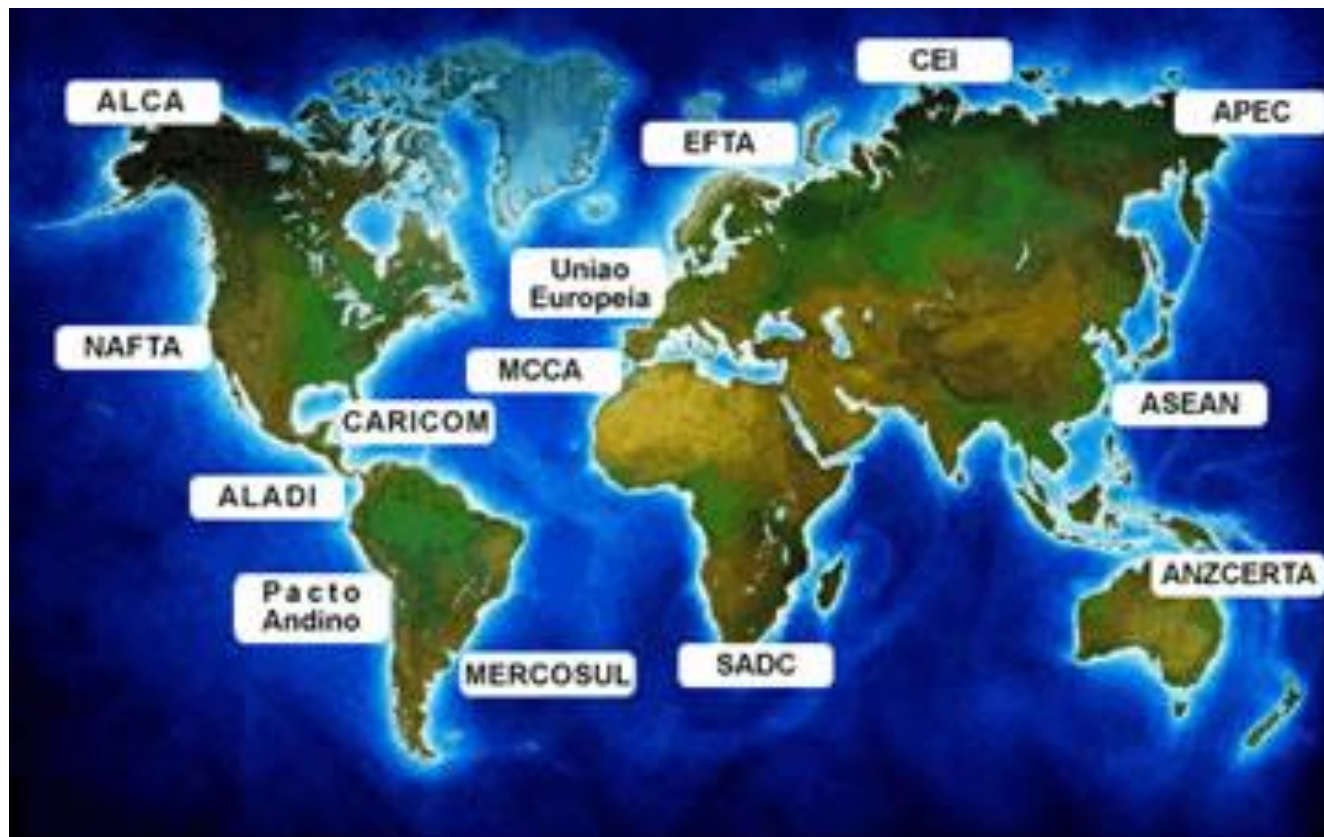 CEI
ALCA
APEC
EFTA
Uniao
Europeia
NAFTA
MCCA
ASEAN
CARICOM
ALADI
ANZCERTA
Pacto
Andino
SADC
MERCOSUL